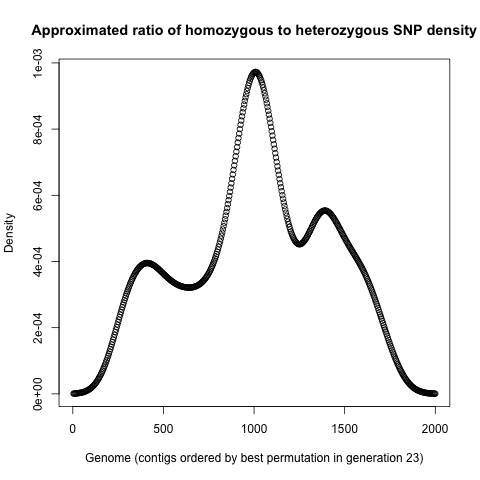 Approximated ratio of homozygous to heterozygous SNP density
1e-03
8e-04
6e-04
4e-04
2e-04
0e+00
Density
0 500 1000 1500 2000
Genome (contigs ordered by best permutation in generation 23)